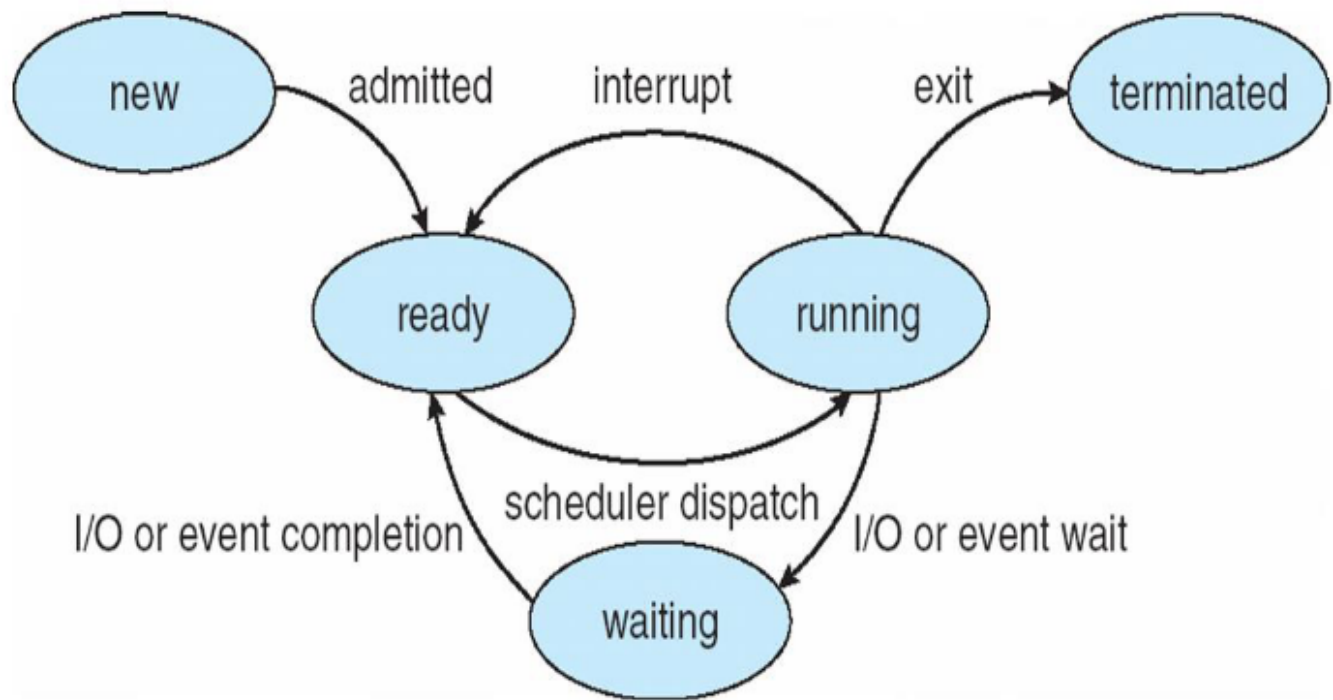 new
admitted
interrupt
exit
terminated
ready
running
scheduler dispatch
I/O or event completion
I/O or event wait
waiting